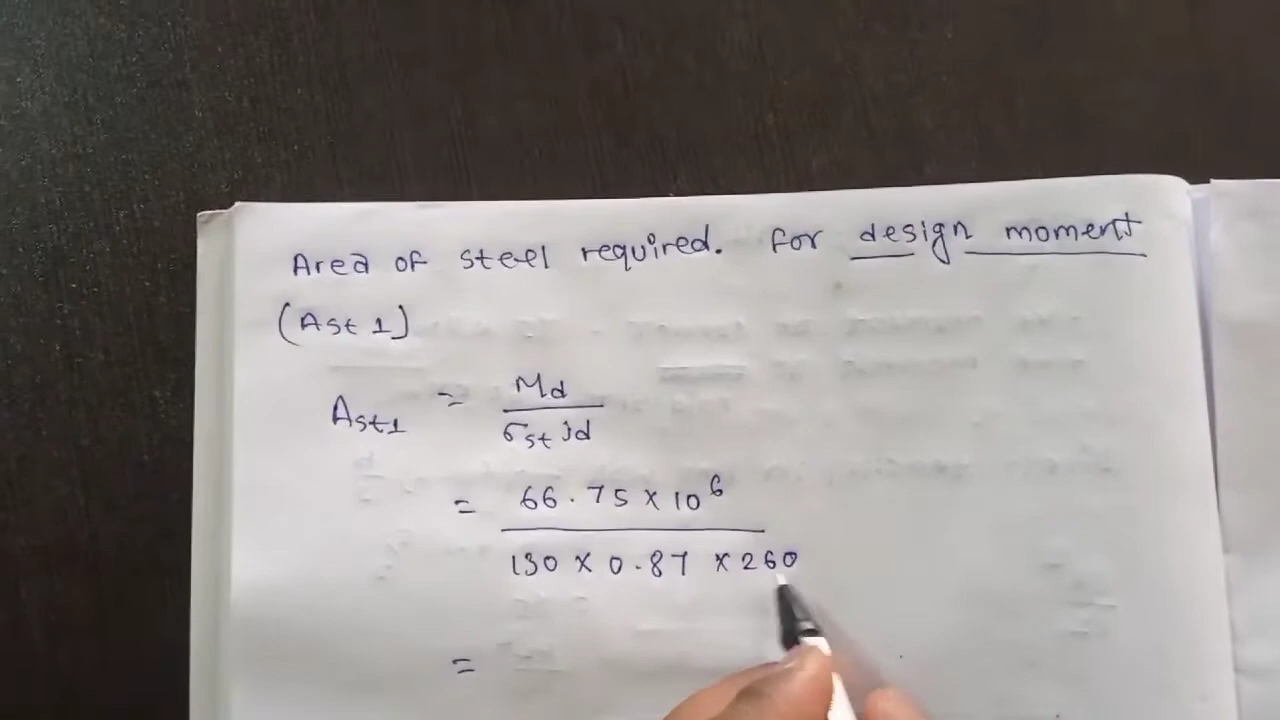 Area of steel required. for design moment
(Ast 1)
Ast1 = Md / σst jd
= 66.75 x 10^6 / 130 x 0.87 x 260
=